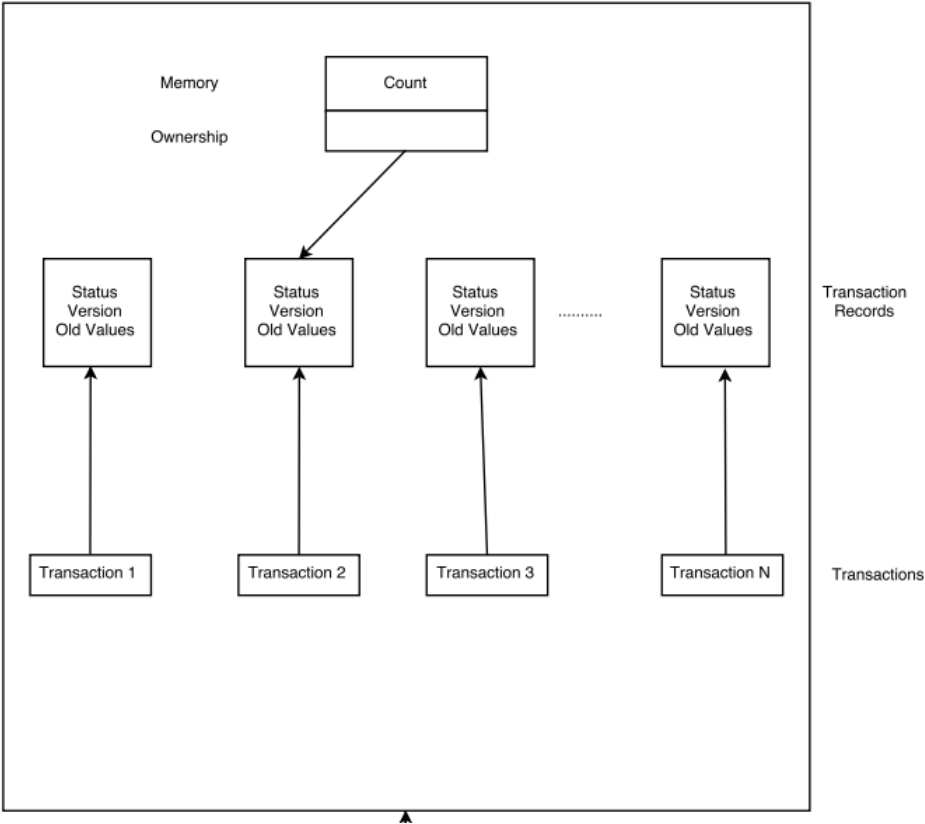 Memory
Count
Ownership
Status
Version
Old Values
Status
Version
Old Values
Status
Version
Old Values
..........
Status
Version
Old Values
Transaction
Records
Transaction 1
Transaction 2
Transaction 3
Transaction N
Transactions